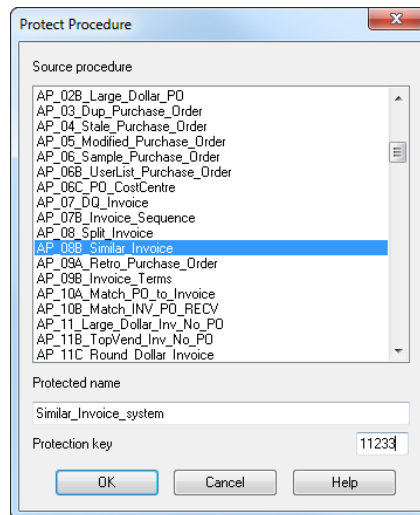 Protect Procedure
Source procedure
AP_02B_Large_Dollar_PO
AP_03_Dup_Purchase_Order
AP_04_Stale_Purchase_Order
AP_05_Modified_Purchase_Order
AP_06_Sample_Purchase_Order
AP_06B_UserList_Purchase_Order
AP_06C_PO_CostCentre
AP_07_DQ_Invoice
AP_07B_Invoice_Sequence
AP_08_Split_Invoice
AP_08B_Similar_Invoice
AP_09A_Retro_Purchase_Order
AP_09B_Invoice_Terms
AP_10A_Match_PO_to_Invoice
AP_10B_Match_INV_PO_RECV
AP_11_Large_Dollar_Inv_No_PO
AP_11B_TopVend_Inv_No_PO
AP_11C_Round_Dollar_Invoice
Protected name
Similar_Invoice_system
Protection key
11233
OK
Cancel
Help